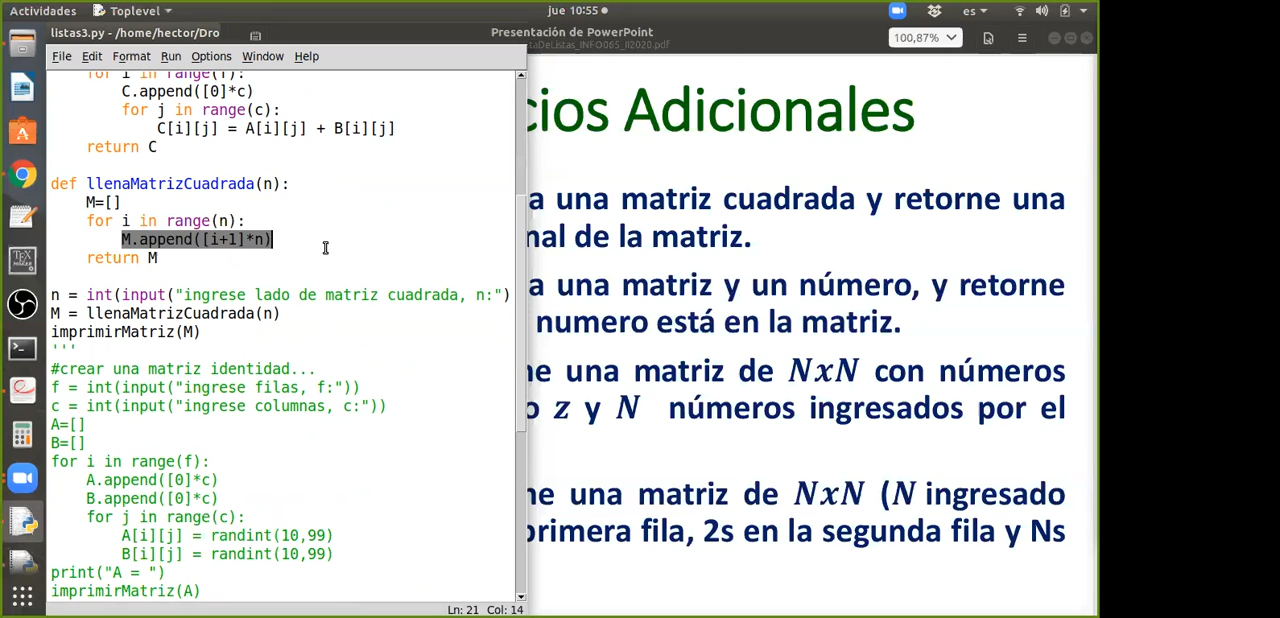 Actividades
Toplevel
jue 10:55
es
listas3.py - /home/hector/Dro
Presentación de PowerPoint
taDeListas_INFO065_II2020.pdf
100,87%
File Edit Format Run Options Window Help
for i in range(f):
C.append([0]*c)
for j in range(c):
C[i][j] = A[i][j] + B[i][j]
return C
def llenaMatrizCuadrada(n):
M=[]
for i in range(n):
M.append([i+1]*n)
return M
n = int(input("ingrese lado de matriz cuadrada, n:")
M = llenaMatrizCuadrada(n)
imprimirMatriz(M)
'''
#crear una matriz identidad...
f = int(input("ingrese filas, f:"))
c = int(input("ingrese columnas, c:"))
A=[]
B=[]
for i in range(f):
A.append([0]*c)
B.append([0]*c)
for j in range(c):
A[i][j] = randint(10,99)
B[i][j] = randint(10,99)
print("A = ")
imprimirMatriz(A)
Ln: 21 Col: 14
cios Adicionales
a una matriz cuadrada y retorne una
nal de la matriz.
a una matriz y un número, y retorne
numero está en la matriz.
ne una matriz de NxN con números
o z y N números ingresados por el
ne una matriz de NxN (N ingresado
primera fila, 2s en la segunda fila y Ns